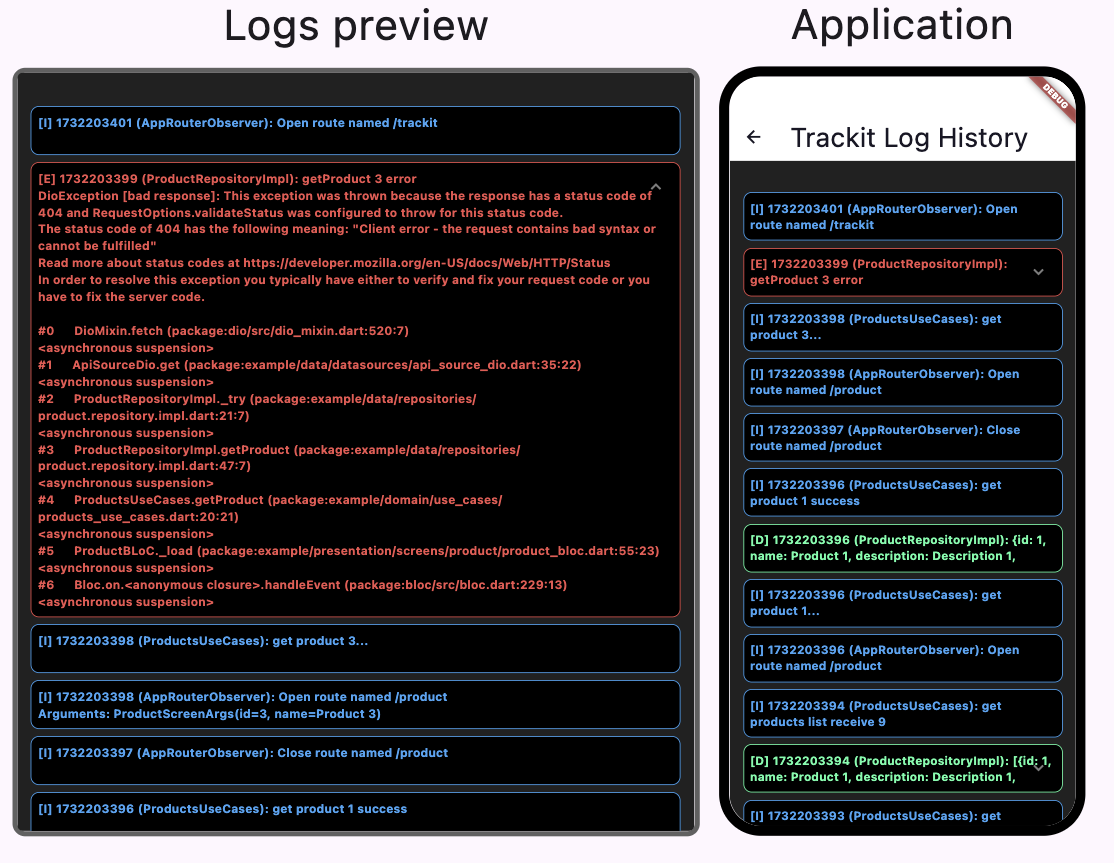 Logs preview
[I] 1732203401 (AppRouterObserver): Open route named /trackit
[E] 1732203399 (ProductRepositoryImpl): getProduct 3 error
DioException [bad response]: This exception was thrown because the response has a status code of
404 and RequestOptions.validateStatus was configured to throw for this status code.
The status code of 404 has the following meaning: "Client error - the request contains bad syntax or
cannot be fulfilled"
Read more about status codes at https://developer.mozilla.org/en-US/docs/Web/HTTP/Status
In order to resolve this exception you typically have either to verify and fix your request code or you
have to fix the server code.
#0 DioMixin.fetch (package:dio/src/dio_mixin.dart:520:7)
<asynchronous suspension>
#1 ApiSourceDio.get (package:example/data/datasources/api_source_dio.dart:35:22)
<asynchronous suspension>
#2 ProductRepositoryImpl._try (package:example/data/repositories/
product.repository.impl.dart:21:7)
<asynchronous suspension>
#3 ProductRepositoryImpl.getProduct (package:example/data/repositories/
product.repository.impl.dart:47:7)
<asynchronous suspension>
#4 ProductsUseCases.getProduct (package:example/domain/use_cases/
products_use_cases.dart:20:21)
<asynchronous suspension>
#5 ProductBLoC._load (package:example/presentation/screens/product/product_bloc.dart:55:23)
<asynchronous suspension>
#6 Bloc.on.<anonymous closure>.handleEvent (package:bloc/src/bloc.dart:229:13)
<asynchronous suspension>
[I] 1732203398 (ProductsUseCases): get product 3...
[I] 1732203398 (AppRouterObserver): Open route named /product
Arguments: ProductScreenArgs(id=3, name=Product 3)
[I] 1732203397 (AppRouterObserver): Close route named /product
[I] 1732203396 (ProductsUseCases): get product 1 success
Application
DEBUG
Trackit Log History
[I] 1732203401 (AppRouterObserver): Open
route named /trackit
[E] 1732203399 (ProductRepositoryImpl):
getProduct 3 error
[I] 1732203398 (ProductsUseCases): get
product 3...
[I] 1732203398 (AppRouterObserver): Open
route named /product
[I] 1732203397 (AppRouterObserver): Close
route named /product
[I] 1732203396 (ProductsUseCases): get
product 1 success
[D] 1732203396 (ProductRepositoryImpl): {id: 1,
name: Product 1, description: Description 1,
[I] 1732203396 (ProductsUseCases): get
product 1...
[I] 1732203396 (AppRouterObserver): Open
route named /product
[I] 1732203394 (ProductsUseCases): get
products list receive 9
[D] 1732203394 (ProductRepositoryImpl): [{id: 1,
name: Product 1, description: Description 1,
[I] 1732203393 (ProductsUseCases): get